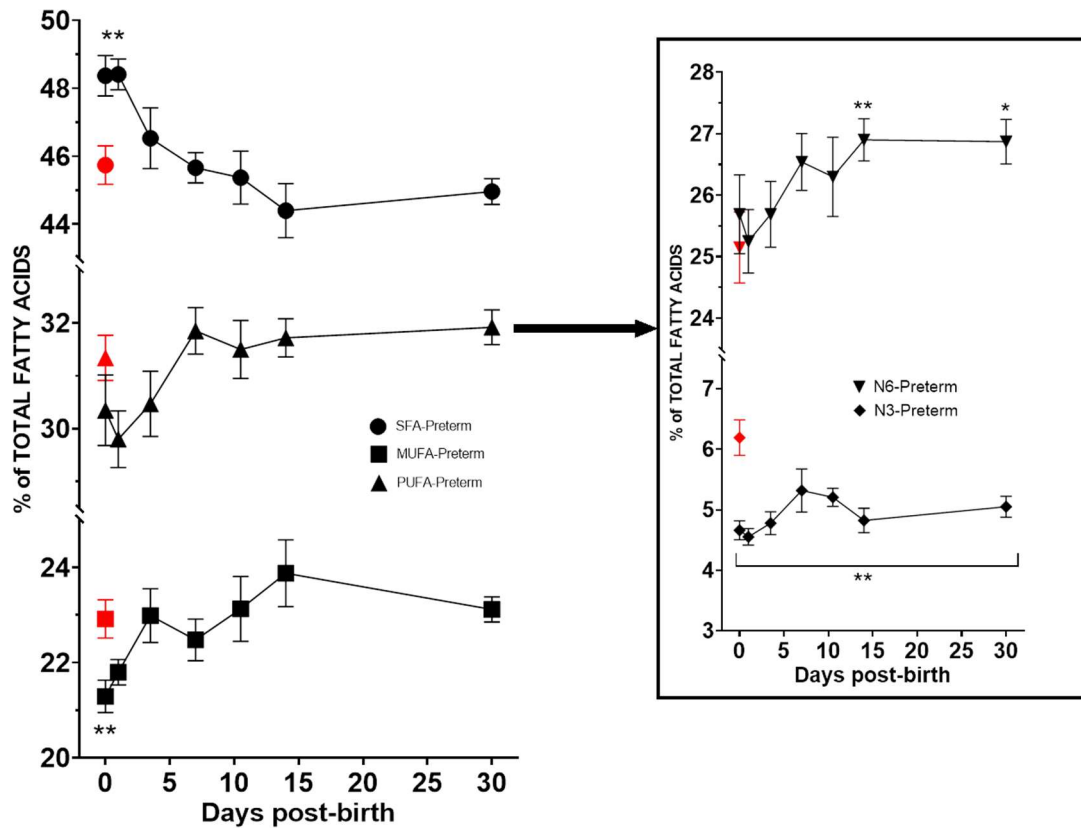 % of TOTAL FATTY ACIDS
50
48
46
44
32
30
24
22
20
**
SFA-Preterm
MUFA-Preterm
PUFA-Preterm
**
0 5 10 15 20 25 30
Days post-birth
% of TOTAL FATTY ACIDS
28
27
26
25
24
7
6
5
4
3
** *
N6-Preterm
N3-Preterm
**
0 5 10 15 20 25 30
Days post-birth